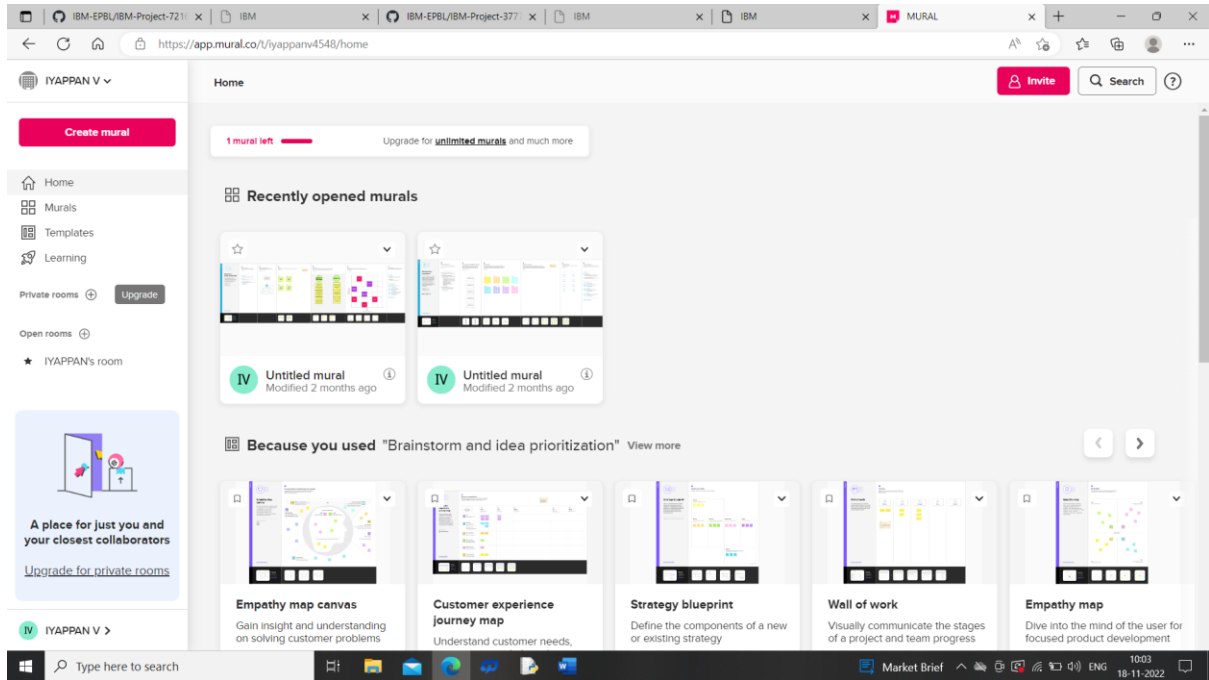 IBM-EPBL/IBM-Project-721
IBM
IBM-EPBL/IBM-Project-377
IBM
IBM
MURAL
https://app.mural.co/t/iyappanv4548/home
IYAPPAN V
Home
Invite
Search
?
Create mural
1 mural left
Upgrade for unlimited murals and much more
Home
Murals
Templates
Learning
Private rooms
Upgrade
Open rooms
IYAPPAN's room
Recently opened murals
IV
Untitled mural
Modified 2 months ago
IV
Untitled mural
Modified 2 months ago
Because you used "Brainstorm and idea prioritization" View more
A place for just you and
your closest collaborators
Upgrade for private rooms
Empathy map canvas
Gain insight and understanding
on solving customer problems
Customer experience
journey map
Understand customer needs,
Strategy blueprint
Define the components of a new
or existing strategy
Wall of work
Visually communicate the stages
of a project and team progress
Empathy map
Dive into the mind of the user for
focused product development
IV
IYAPPAN V
Type here to search
Market Brief
ENG
10:03
18-11-2022